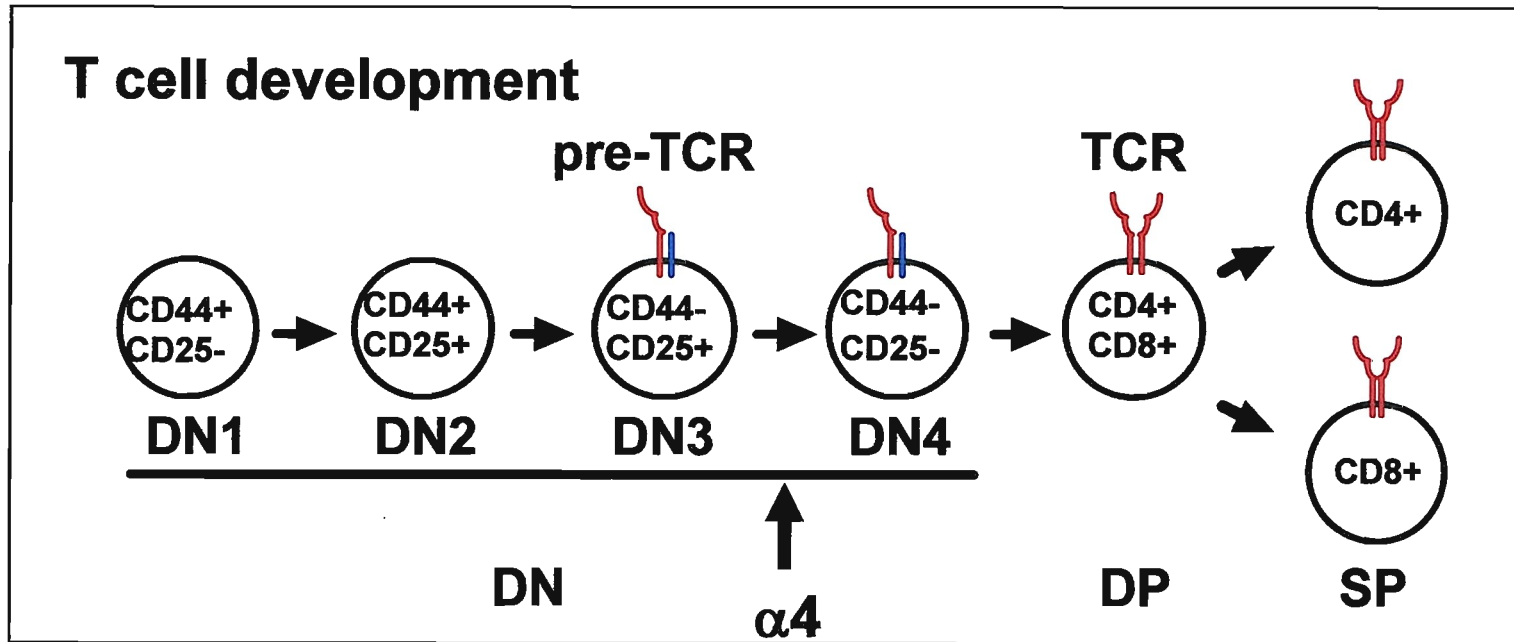 T cell development
pre-TCR
TCR
CD4+
CD44+
CD25-
CD44+
CD25+
CD44-
CD25+
CD44-
CD25-
CD4+
CD8+
DN1
DN2
DN3
DN4
CD8+
DN
α4
DP
SP